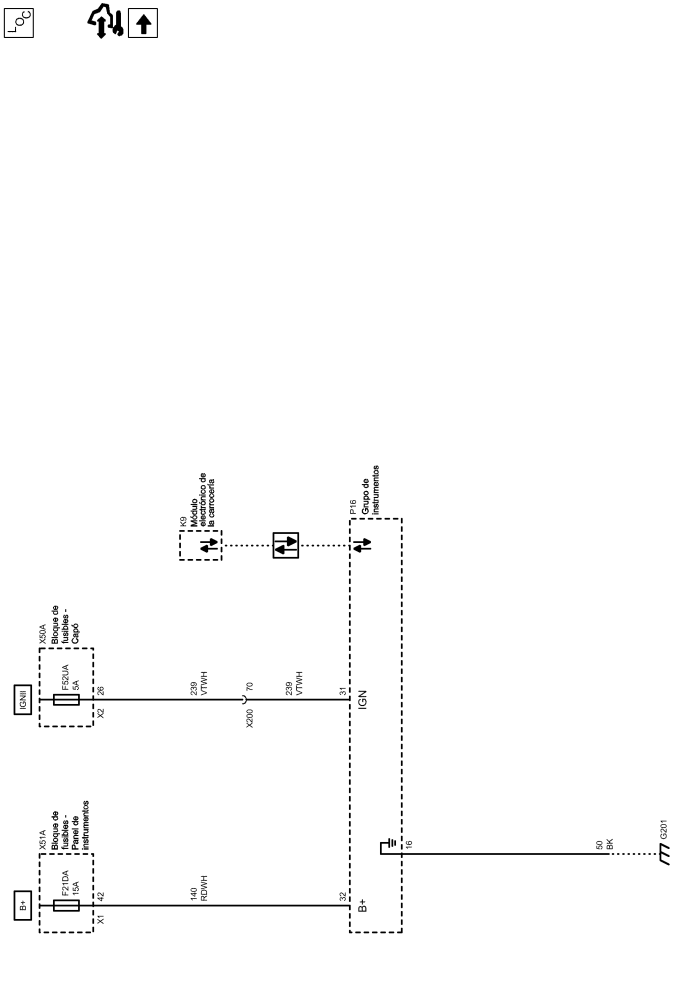 LOC
B+
X51A
Bloque de
fusibles -
Panel de
instrumentos
F21DA
15A
X1
42
140
RDWH
32
B+
IGNII
X50A
Bloque de
fusibles -
Capó
F52UA
5A
X2
26
239
VTWH
X200
70
239
VTWH
31
IGN
K9
Módulo
electrónico de
la carrocería
P16
Grupo de
instrumentos
16
50
BK
G201